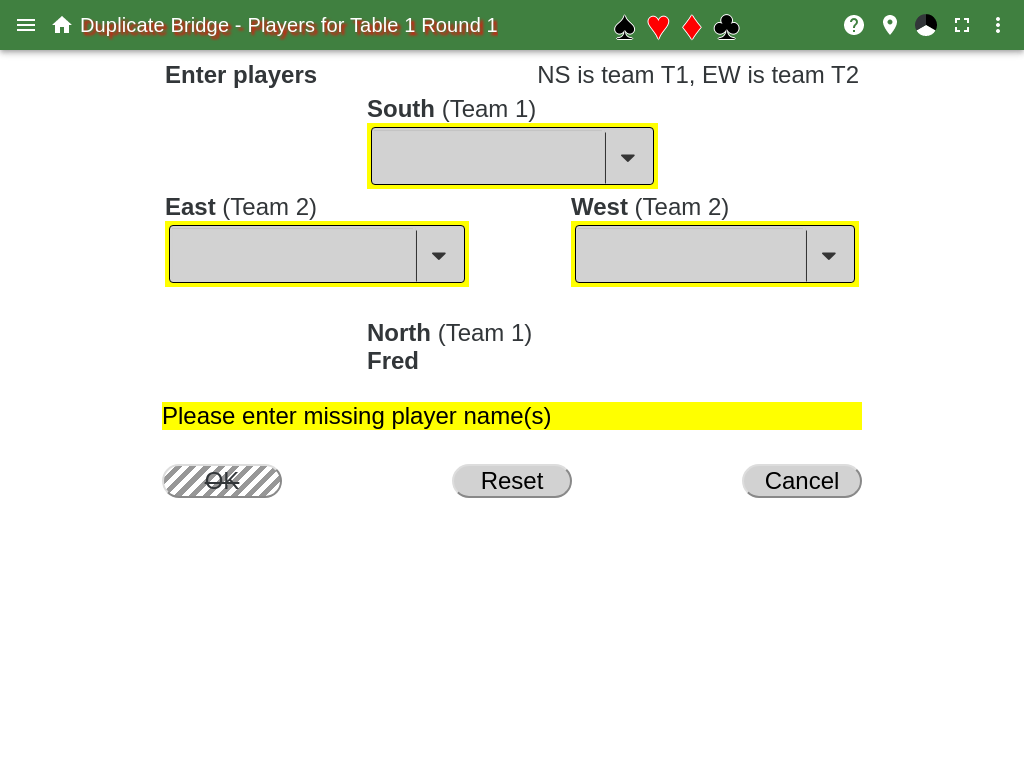 Duplicate Bridge - Players for Table 1 Round 1
Enter players NS is team T1, EW is team T2
South (Team 1)
East (Team 2) West (Team 2)
North (Team 1)
Fred
Please enter missing player name(s)
OK Reset Cancel